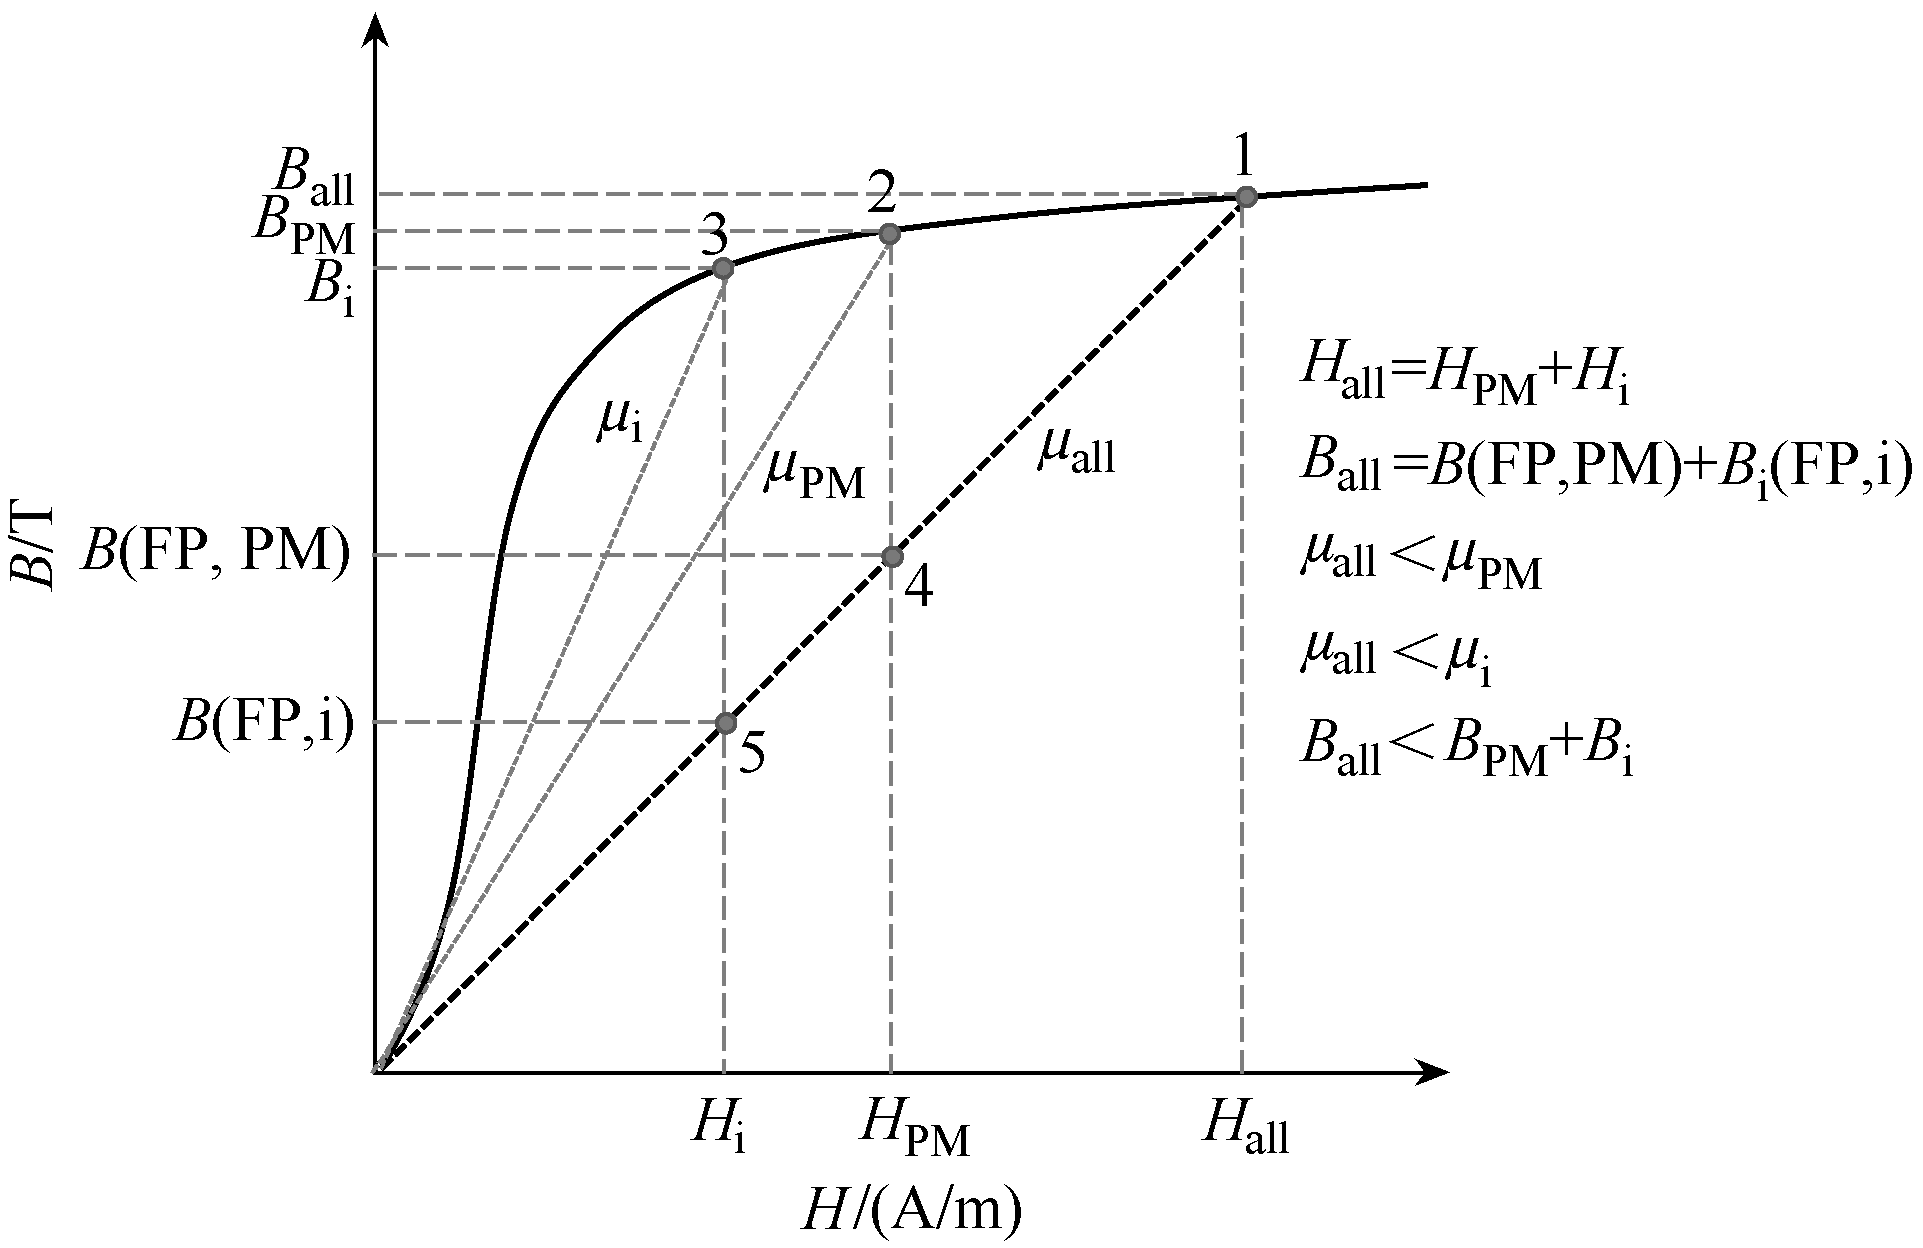 B/T
B_all
B_PM
B_i
B(FP, PM)
B(FP,i)
1
2
3
4
5
μ_i
μ_PM
μ_all
H_all=H_PM+H_i
B_all=B(FP,PM)+B_i(FP,i)
μ_all<μ_PM
μ_all<μ_i
B_all<B_PM+B_i
H_i
H_PM
H_all
H/(A/m)